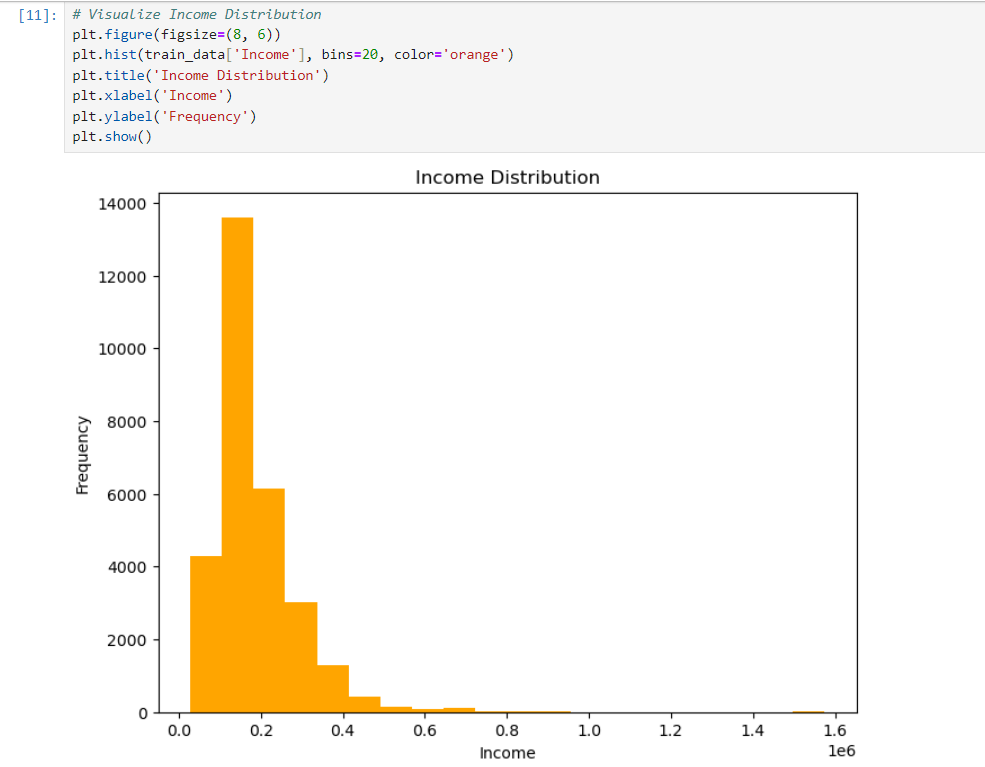 [11]: # Visualize Income Distribution
plt.figure(figsize=(8, 6))
plt.hist(train_data['Income'], bins=20, color='orange')
plt.title('Income Distribution')
plt.xlabel('Income')
plt.ylabel('Frequency')
plt.show()
Income Distribution
14000
12000
10000
8000
6000
4000
2000
0
Frequency
0.0 0.2 0.4 0.6 0.8 1.0 1.2 1.4 1.6
1e6
Income